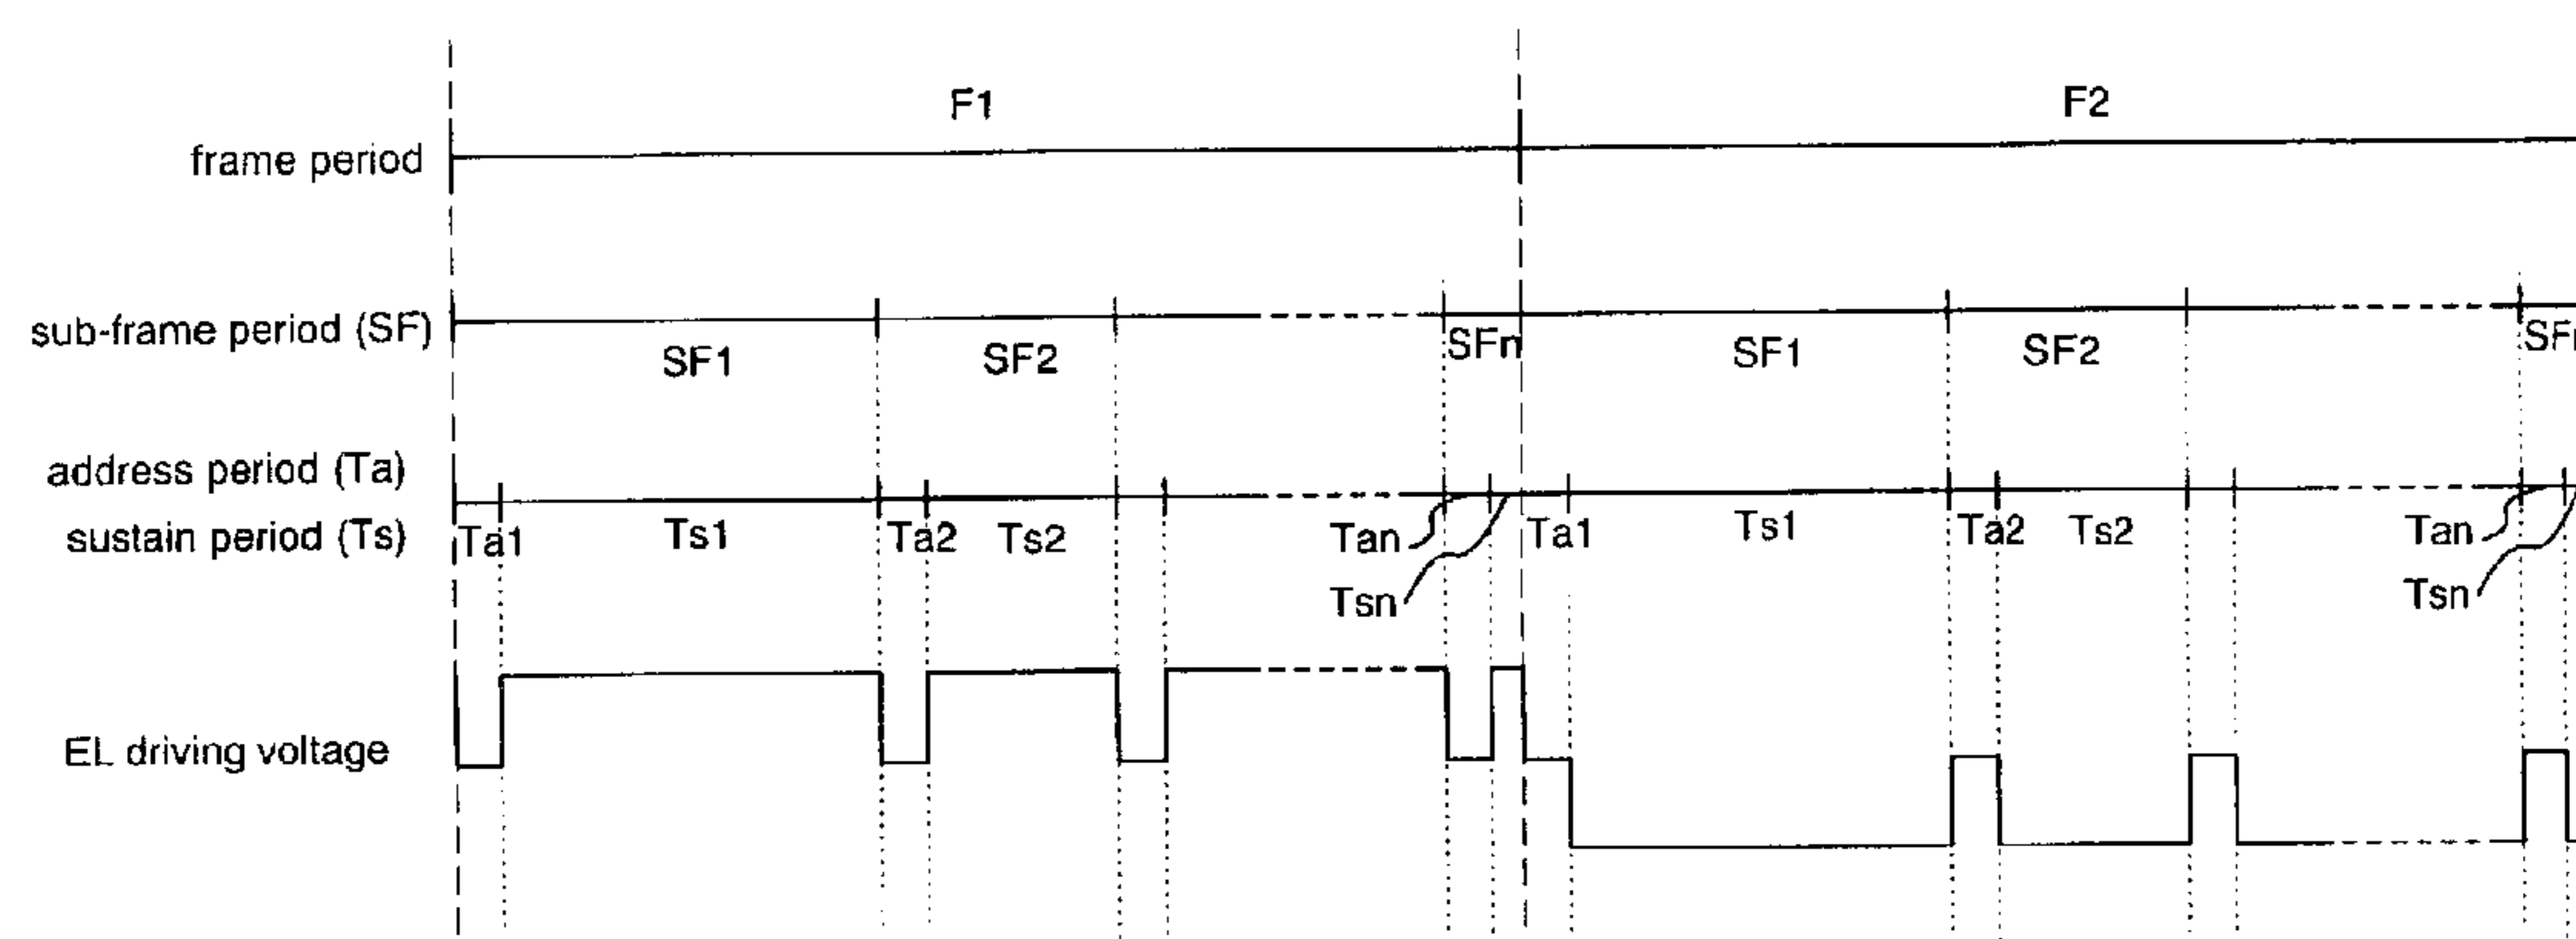 F1
F2
frame period
sub-frame period (SF)
SF1
SF2
SFn
SF1
SF2
address period (Ta)
sustain period (Ts)
Ta1
Ts1
Ta2
Ts2
Tan
Tsn
Ta1
Ts1
Ta2
Ts2
Tan
Tsn
EL driving voltage